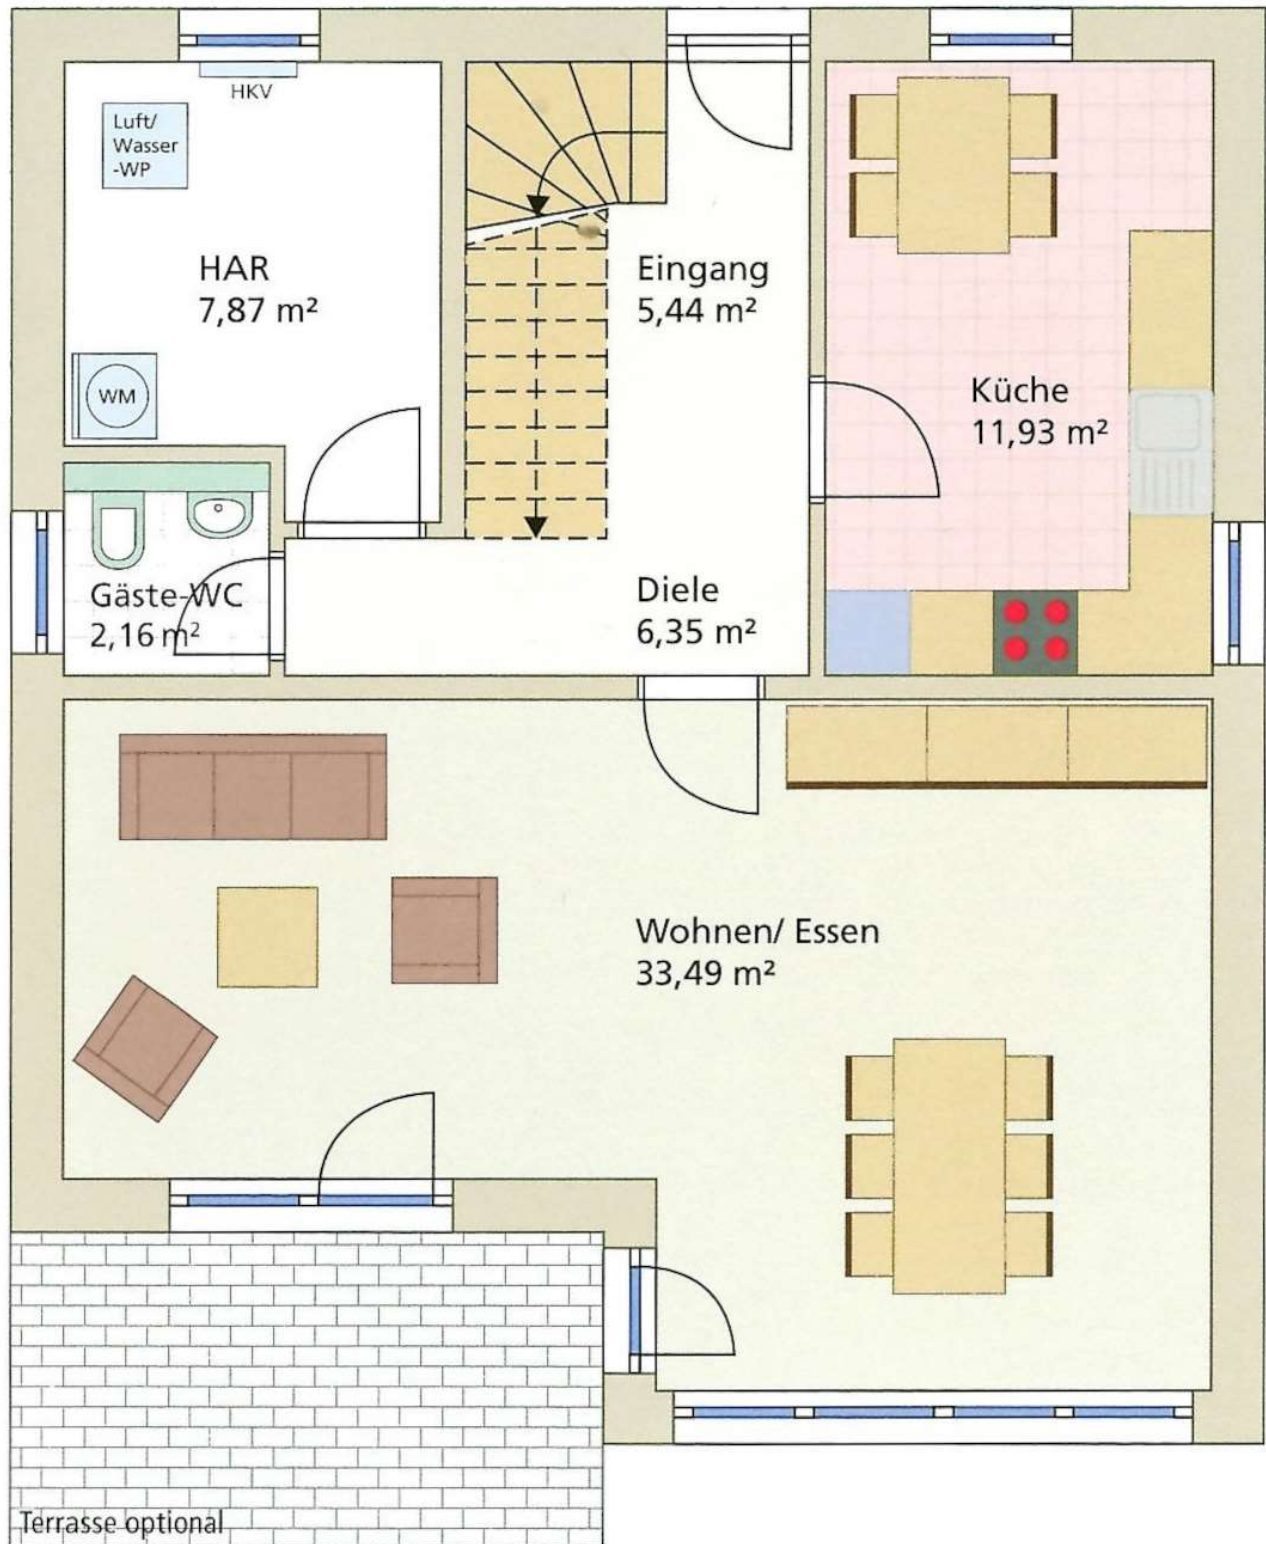 HKV
Luft/
Wasser
-WP
HAR
7,87 m²
WM
Eingang
5,44 m²
Küche
11,93 m²
Gäste-WC
2,16 m²
Diele
6,35 m²
Wohnen/ Essen
33,49 m²
Terrasse optional